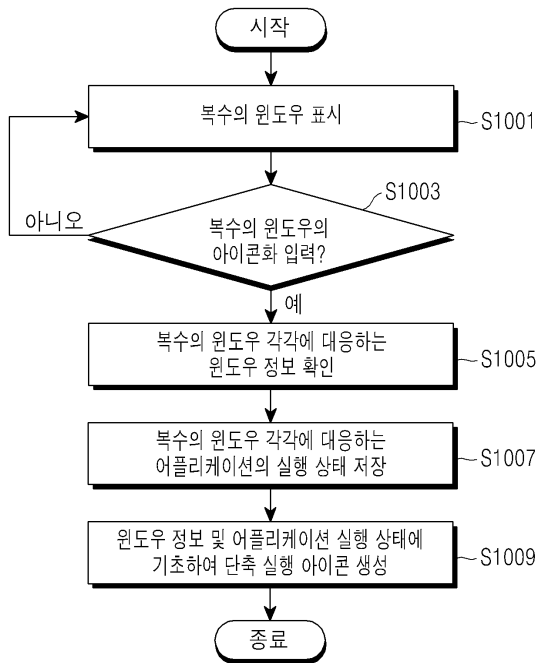 시작
복수의 윈도우 표시
S1001
S1003
복수의 윈도우의
아이콘화 입력?
아니오
예
복수의 윈도우 각각에 대응하는
윈도우 정보 확인
S1005
복수의 윈도우 각각에 대응하는
어플리케이션의 실행 상태 저장
S1007
윈도우 정보 및 어플리케이션 실행 상태에
기초하여 단축 실행 아이콘 생성
S1009
종료